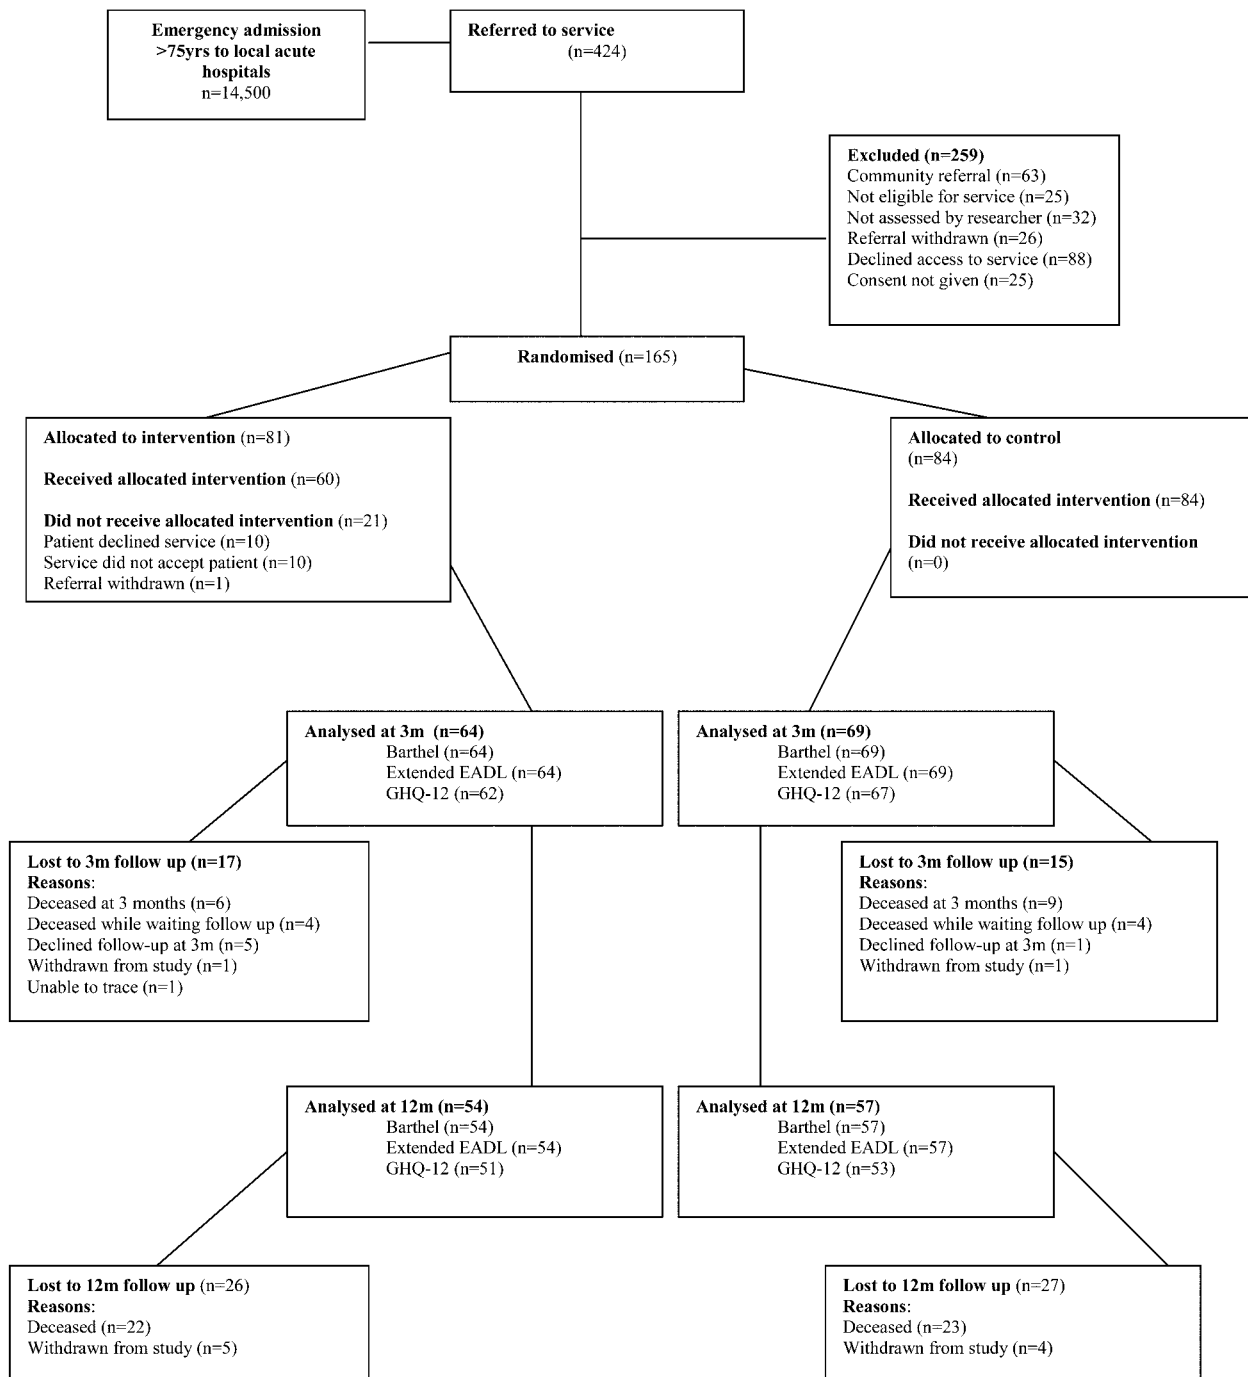 Emergency admission
>75yrs to local acute
hospitals
n=14,500
Referred to service
(n=424)
Excluded (n=259)
Community referral (n=63)
Not eligible for service (n=25)
Not assessed by researcher (n=32)
Referral withdrawn (n=26)
Declined access to service (n=88)
Consent not given (n=25)
Randomised (n=165)
Allocated to intervention (n=81)
Received allocated intervention (n=60)
Did not receive allocated intervention (n=21)
Patient declined service (n=10)
Service did not accept patient (n=10)
Referral withdrawn (n=1)
Allocated to control
(n=84)
Received allocated intervention (n=84)
Did not receive allocated intervention
(n=0)
Analysed at 3m (n=64)
Barthel (n=64)
Extended EADL (n=64)
GHQ-12 (n=62)
Analysed at 3m (n=69)
Barthel (n=69)
Extended EADL (n=69)
GHQ-12 (n=67)
Lost to 3m follow up (n=17)
Reasons:
Deceased at 3 months (n=6)
Deceased while waiting follow up (n=4)
Declined follow-up at 3m (n=5)
Withdrawn from study (n=1)
Unable to trace (n=1)
Lost to 3m follow up (n=15)
Reasons:
Deceased at 3 months (n=9)
Deceased while waiting follow up (n=4)
Declined follow-up at 3m (n=1)
Withdrawn from study (n=1)
Analysed at 12m (n=54)
Barthel (n=54)
Extended EADL (n=54)
GHQ-12 (n=51)
Analysed at 12m (n=57)
Barthel (n=57)
Extended EADL (n=57)
GHQ-12 (n=53)
Lost to 12m follow up (n=26)
Reasons:
Deceased (n=22)
Withdrawn from study (n=5)
Lost to 12m follow up (n=27)
Reasons:
Deceased (n=23)
Withdrawn from study (n=4)